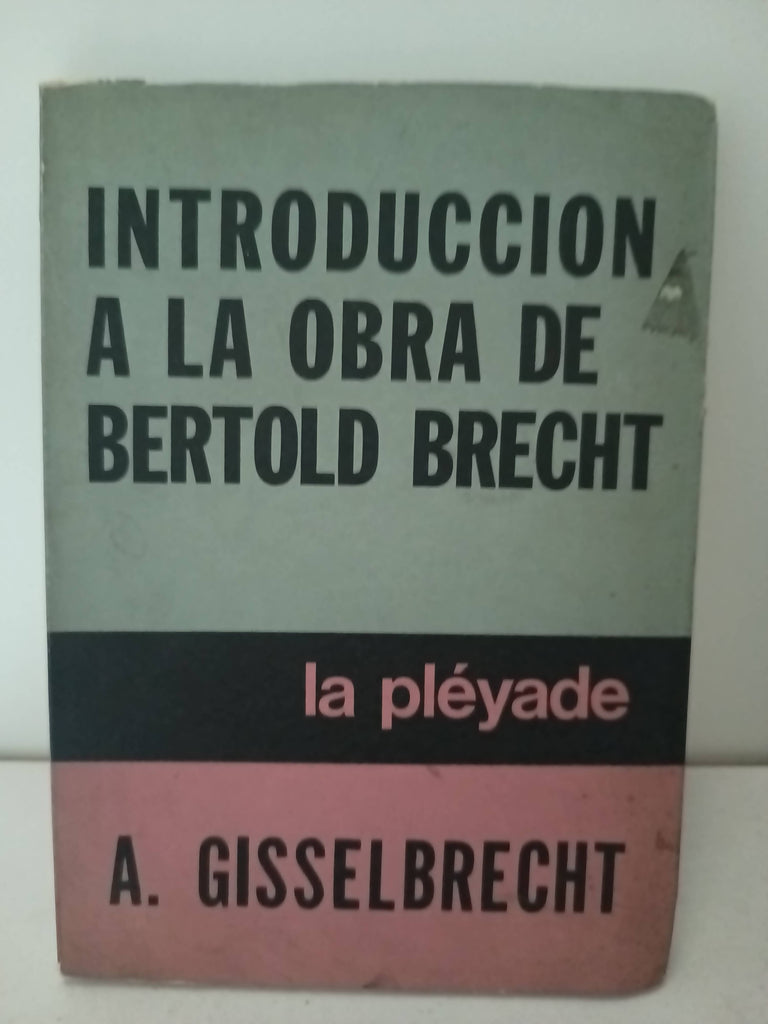 INTRODUCCION
A LA OBRA DE
BERTOLD BRECHT
la pléyade
A. GISSELBRECHT